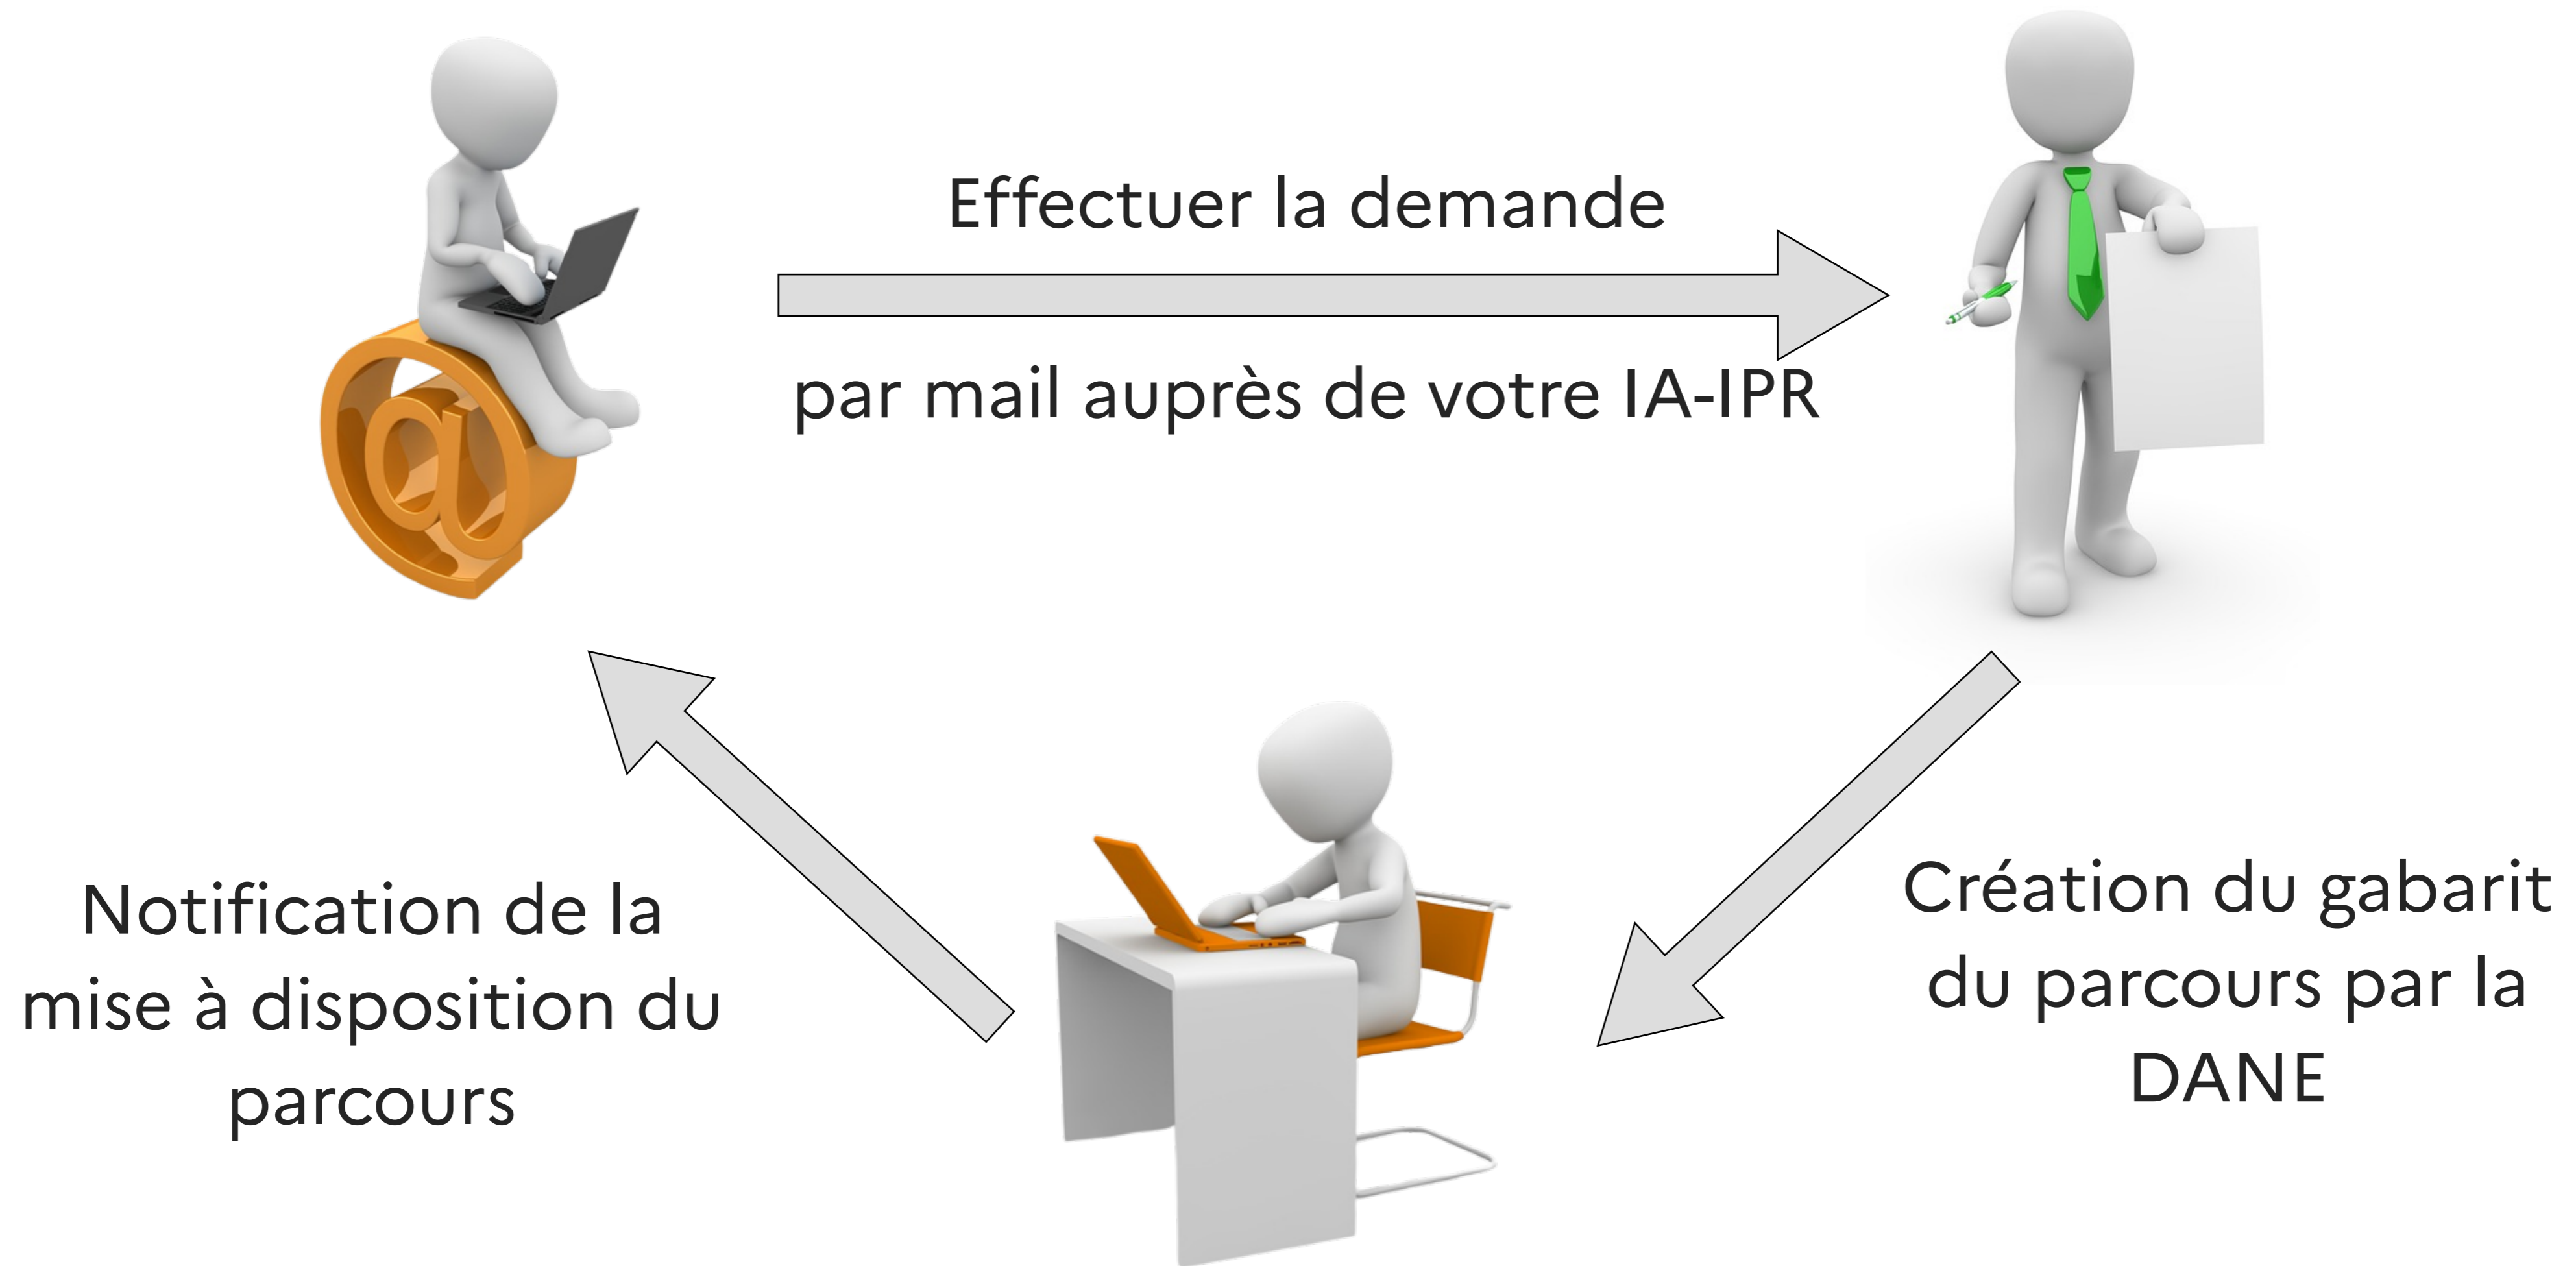 Effectuer la demande
par mail auprès de votre IA-IPR
Création du gabarit
du parcours par la
DANE
Notification de la
mise à disposition du
parcours